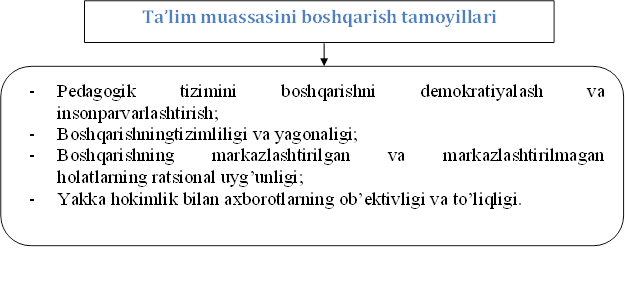 Ta’lim muassasini boshqarish tamoyillari
- Pedagogik tizimini boshqarishni demokratiyalash va
insonparvarlashtirish;
- Boshqarishningtizimliligi va yagonaligi;
- Boshqarishning markazlashtirilgan va markazlashtirilmagan
holatlarning ratsional uyg’unligi;
- Yakka hokimlik bilan axborotlarning ob’ektivligi va to’liqligi.